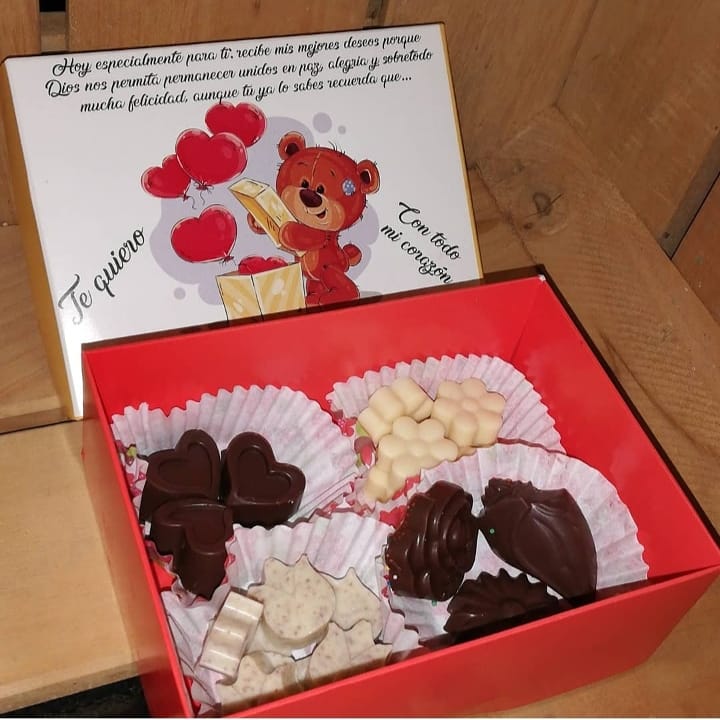 Hoy especialmente para ti, recibe mis mejores deseos porque
Dios nos permita permanecer unidos en paz, alegria y sobretodo
mucha felicidad, aunque tú ya lo sabes recuerda que...
Te quiero
Con todo
mi corazón